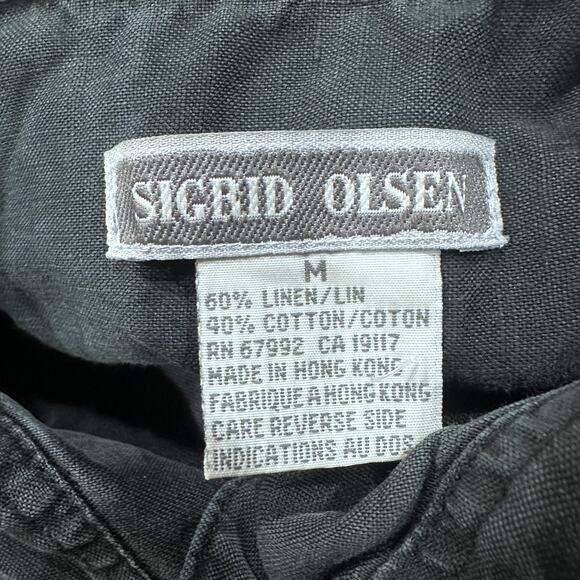 SIGRID OLSEN
M
60% LINEN/LIN
40% COTTON/COTON
RN 67992 CA 19117
MADE IN HONG KONG
FABRIQUE A HONG KONG
CARE REVERSE SIDE
INDICATIONS AU DOS